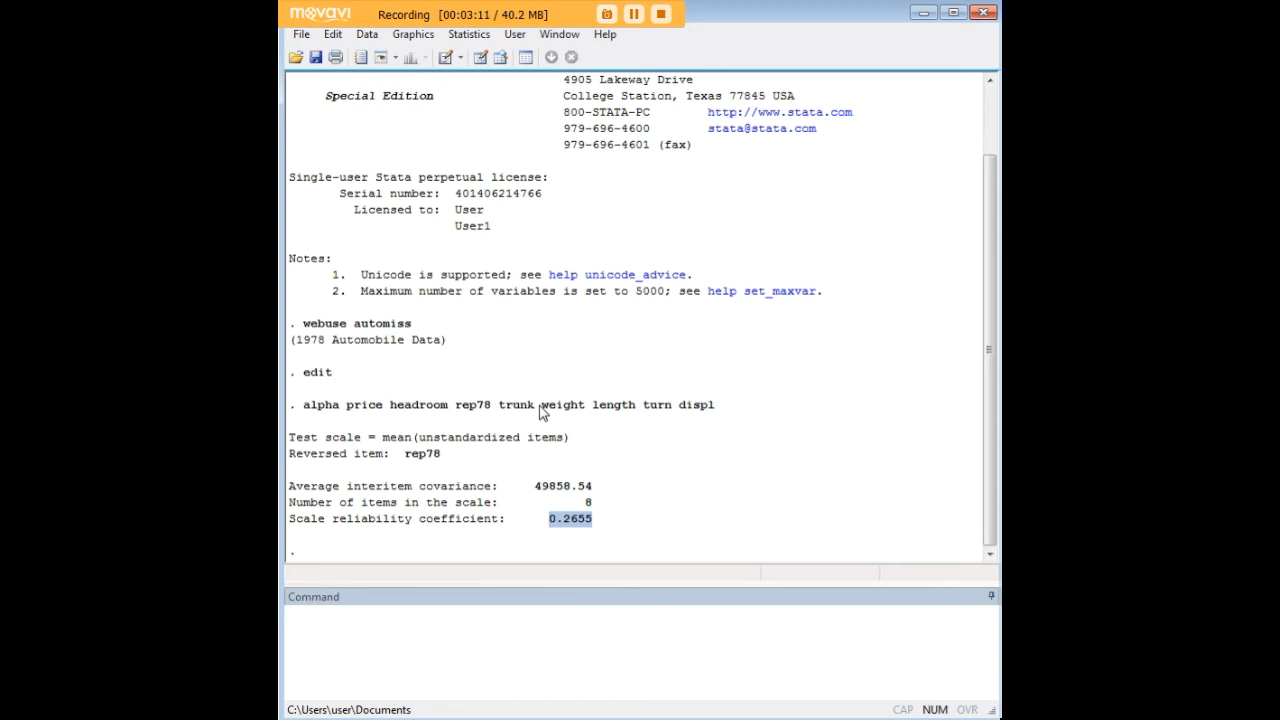 movavi Recording [00:03:11 / 40.2 MB]
File Edit Data Graphics Statistics User Window Help
4905 Lakeway Drive
Special Edition College Station, Texas 77845 USA
800-STATA-PC http://www.stata.com
979-696-4600 stata@stata.com
979-696-4601 (fax)
Single-user Stata perpetual license:
Serial number: 401406214766
Licensed to: User
User1
Notes:
1. Unicode is supported; see help unicode_advice.
2. Maximum number of variables is set to 5000; see help set_maxvar.
. webuse automiss
(1978 Automobile Data)
. edit
. alpha price headroom rep78 trunk weight length turn displ
Test scale = mean(unstandardized items)
Reversed item: rep78
Average interitem covariance: 49858.54
Number of items in the scale: 8
Scale reliability coefficient: 0.2655
.
Command
C:\Users\user\Documents CAP NUM OVR